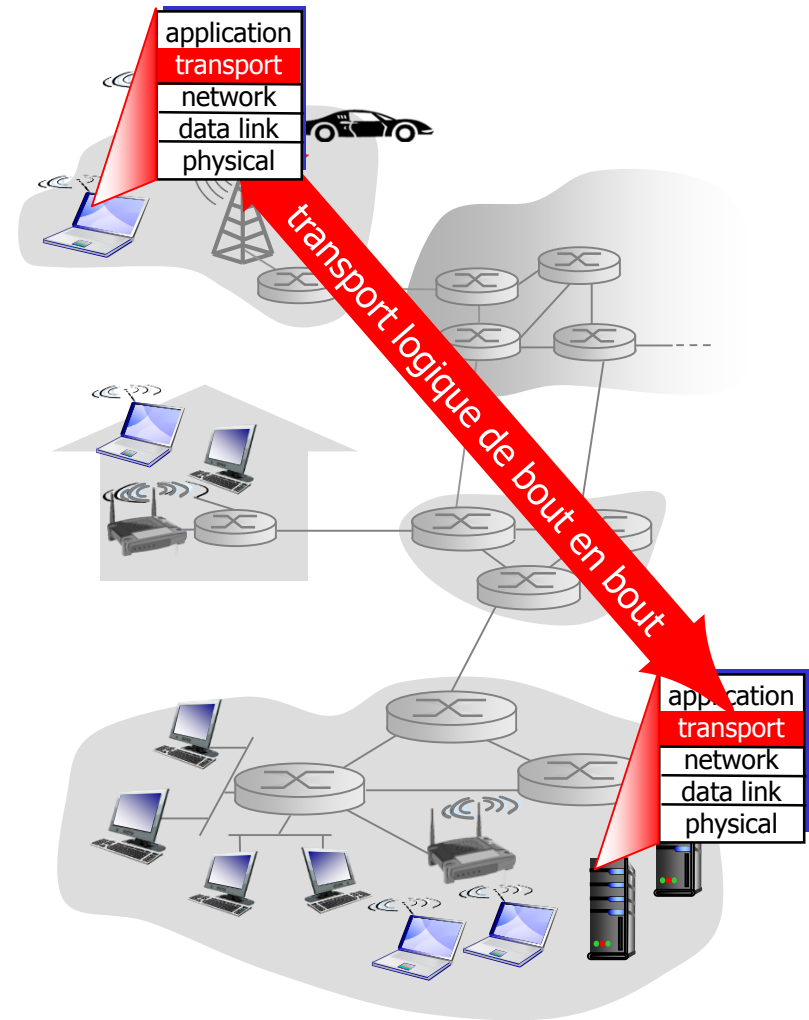 application
transport
network
data link
physical
transport logique de bout en bout
application
transport
network
data link
physical